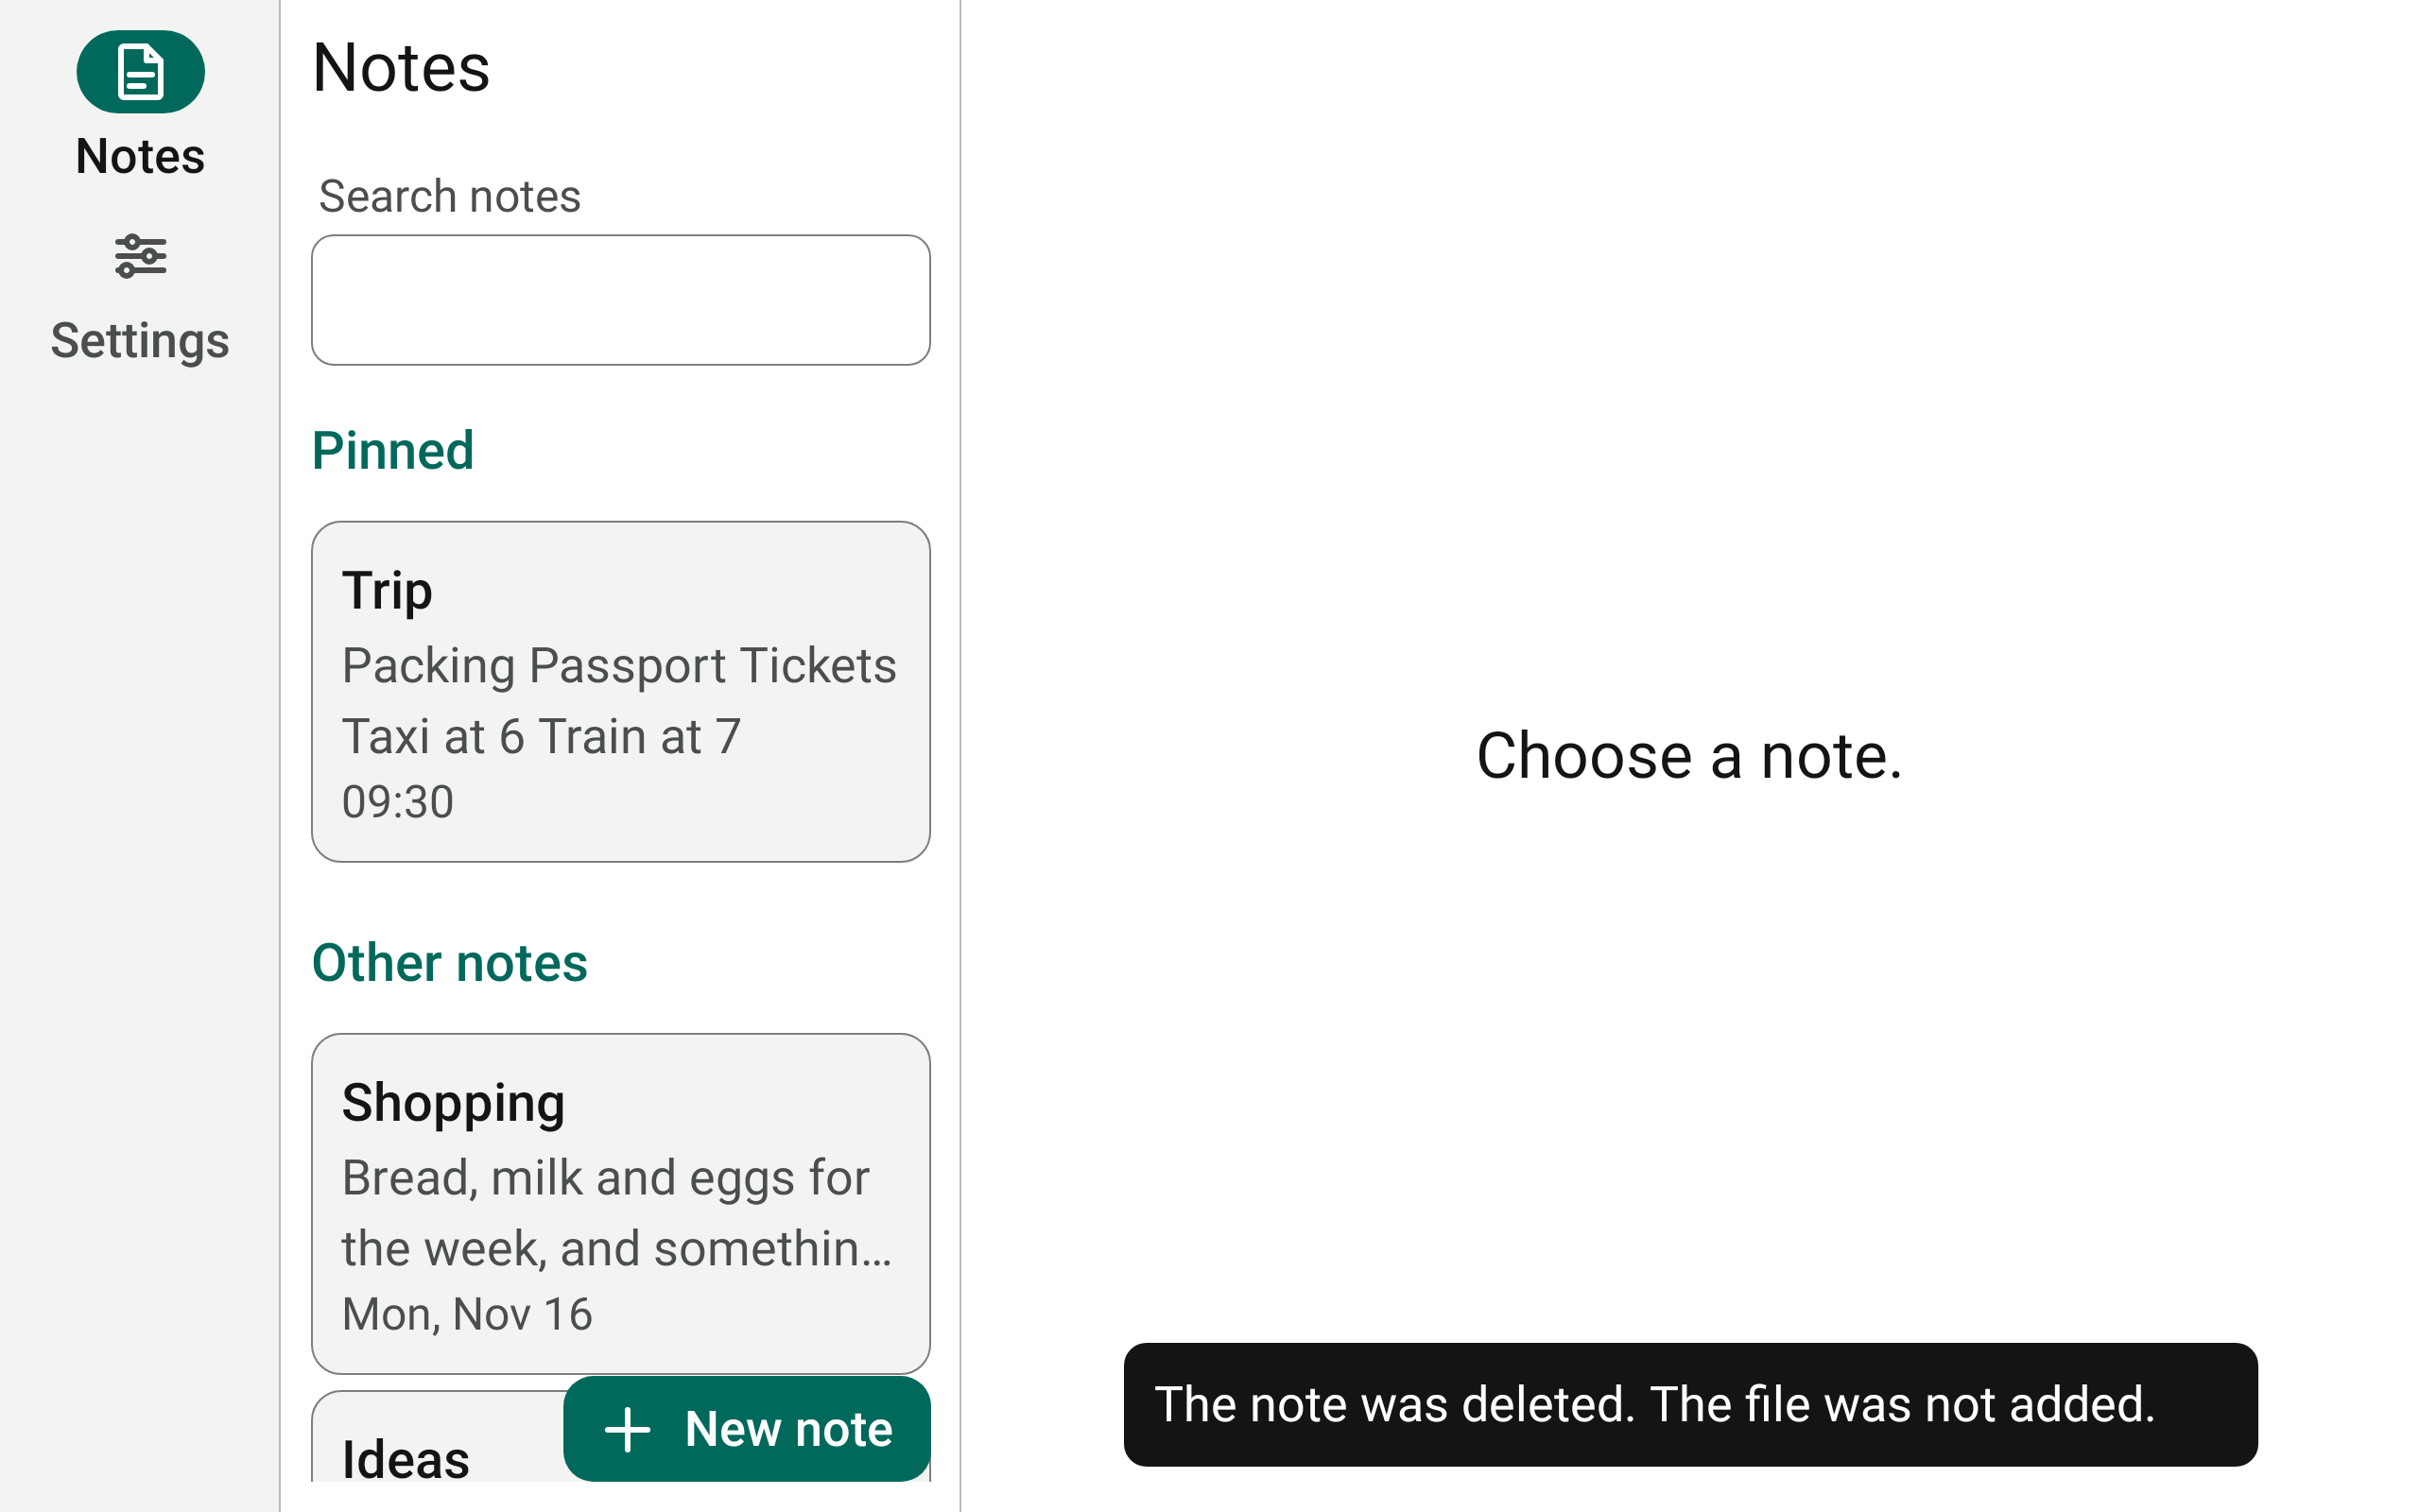 Notes
Settings
Notes
Search notes
Pinned
Trip
Packing Passport Tickets
Taxi at 6 Train at 7
09:30
Other notes
Shopping
Bread, milk and eggs for
the week, and somethin…
Mon, Nov 16
Ideas
New note
Choose a note.
The note was deleted. The file was not added.